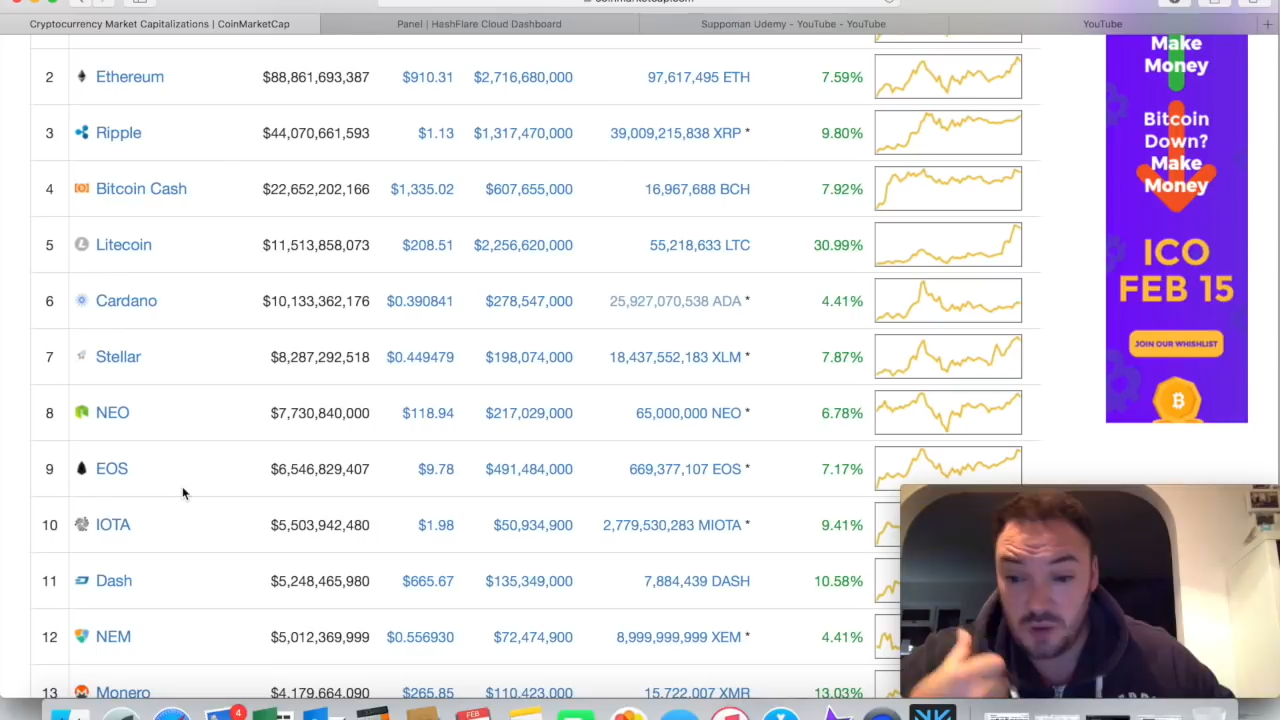 coinmarketcap.com
Cryptocurrency Market Capitalizations | CoinMarketCap
Panel | HashFlare Cloud Dashboard
Suppoman Udemy - YouTube - YouTube
YouTube
2 Ethereum $88,861,693,387 $910.31 $2,716,680,000 97,617,495 ETH 7.59%
3 Ripple $44,070,661,593 $1.13 $1,317,470,000 39,009,215,838 XRP * 9.80%
4 Bitcoin Cash $22,652,202,166 $1,335.02 $607,655,000 16,967,688 BCH 7.92%
5 Litecoin $11,513,858,073 $208.51 $2,256,620,000 55,218,633 LTC 30.99%
6 Cardano $10,133,362,176 $0.390841 $278,547,000 25,927,070,538 ADA * 4.41%
7 Stellar $8,287,292,518 $0.449479 $198,074,000 18,437,552,183 XLM * 7.87%
8 NEO $7,730,840,000 $118.94 $217,029,000 65,000,000 NEO * 6.78%
9 EOS $6,546,829,407 $9.78 $491,484,000 669,377,107 EOS * 7.17%
10 IOTA $5,503,942,480 $1.98 $50,934,900 2,779,530,283 MIOTA * 9.41%
11 Dash $5,248,465,980 $665.67 $135,349,000 7,884,439 DASH 10.58%
12 NEM $5,012,369,999 $0.556930 $72,474,900 8,999,999,999 XEM * 4.41%
13 Monero $4,179,664,090 $265.85 $110,423,000 15,722,007 XMR 13.03%
Make
Money
Bitcoin
Down?
Make
Money
ICO
FEB 15
JOIN OUR WHISHLIST
4
FEB